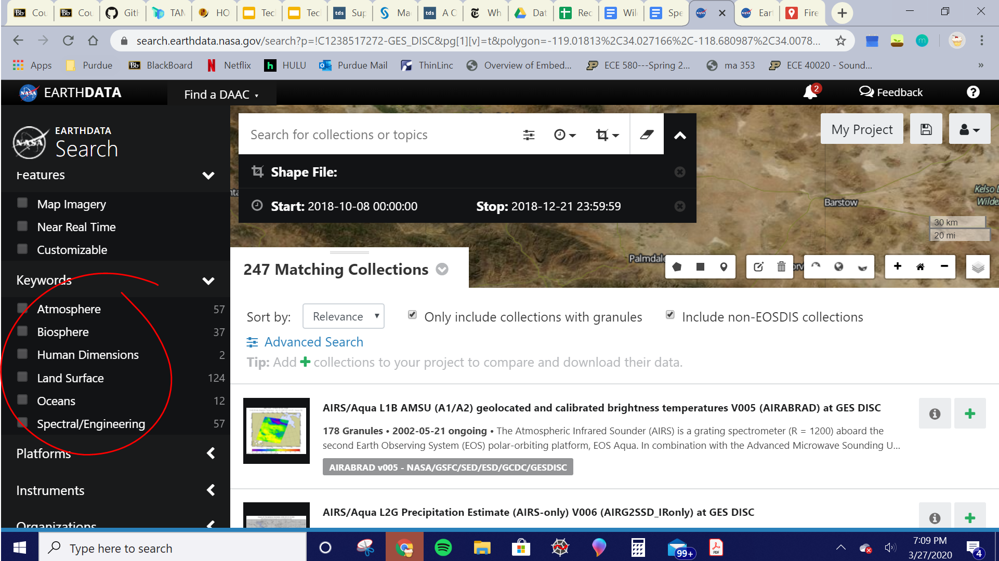 Cou
Cou
Gith
TAM
HO
Tecl
Tecl
Sup
Ma
A C
Wh
Dat
Rec
Wil
Spe
Eart
Fire
search.earthdata.nasa.gov/search?p=!C1238517272-GES_DISC&pg[1][v]=t&polygon=-119.01813%2C34.027166%2C-118.680987%2C34.0078...
Apps Purdue BlackBoard Netflix HULU Purdue Mail ThinLinc Overview of Embed... ECE 580---Spring 2... ma 353 ECE 40020 - Sound... »
NASA EARTHDATA Find a DAAC 2 Feedback ?
NASA EARTHDATA
Search
Search for collections or topics
My Project
Features
Shape File:
Map Imagery
Start: 2018-10-08 00:00:00 Stop: 2018-12-21 23:59:59
Near Real Time
Customizable
Barstow
Kelso
Wilde
30 km
20 mi
Palmdale
Keywords
247 Matching Collections
Atmosphere 57
Biosphere 37
Human Dimensions 2
Land Surface 124
Oceans 12
Spectral/Engineering 57
Platforms
Instruments
Organizations
Sort by: Relevance Only include collections with granules Include non-EOSDIS collections
Advanced Search
Tip: Add + collections to your project to compare and download their data.
AIRS/Aqua L1B AMSU (A1/A2) geolocated and calibrated brightness temperatures V005 (AIRABRAD) at GES DISC
178 Granules • 2002-05-21 ongoing • The Atmospheric Infrared Sounder (AIRS) is a grating spectrometer (R = 1200) aboard the
second Earth Observing System (EOS) polar-orbiting platform, EOS Aqua. In combination with the Advanced Microwave Sounding U...
AIRABRAD v005 - NASA/GSFC/SED/ESD/GCDC/GESDISC
AIRS/Aqua L2G Precipitation Estimate (AIRS-only) V006 (AIRG2SSD_IRonly) at GES DISC
Type here to search
99+
PDF
7:09 PM
3/27/2020
4